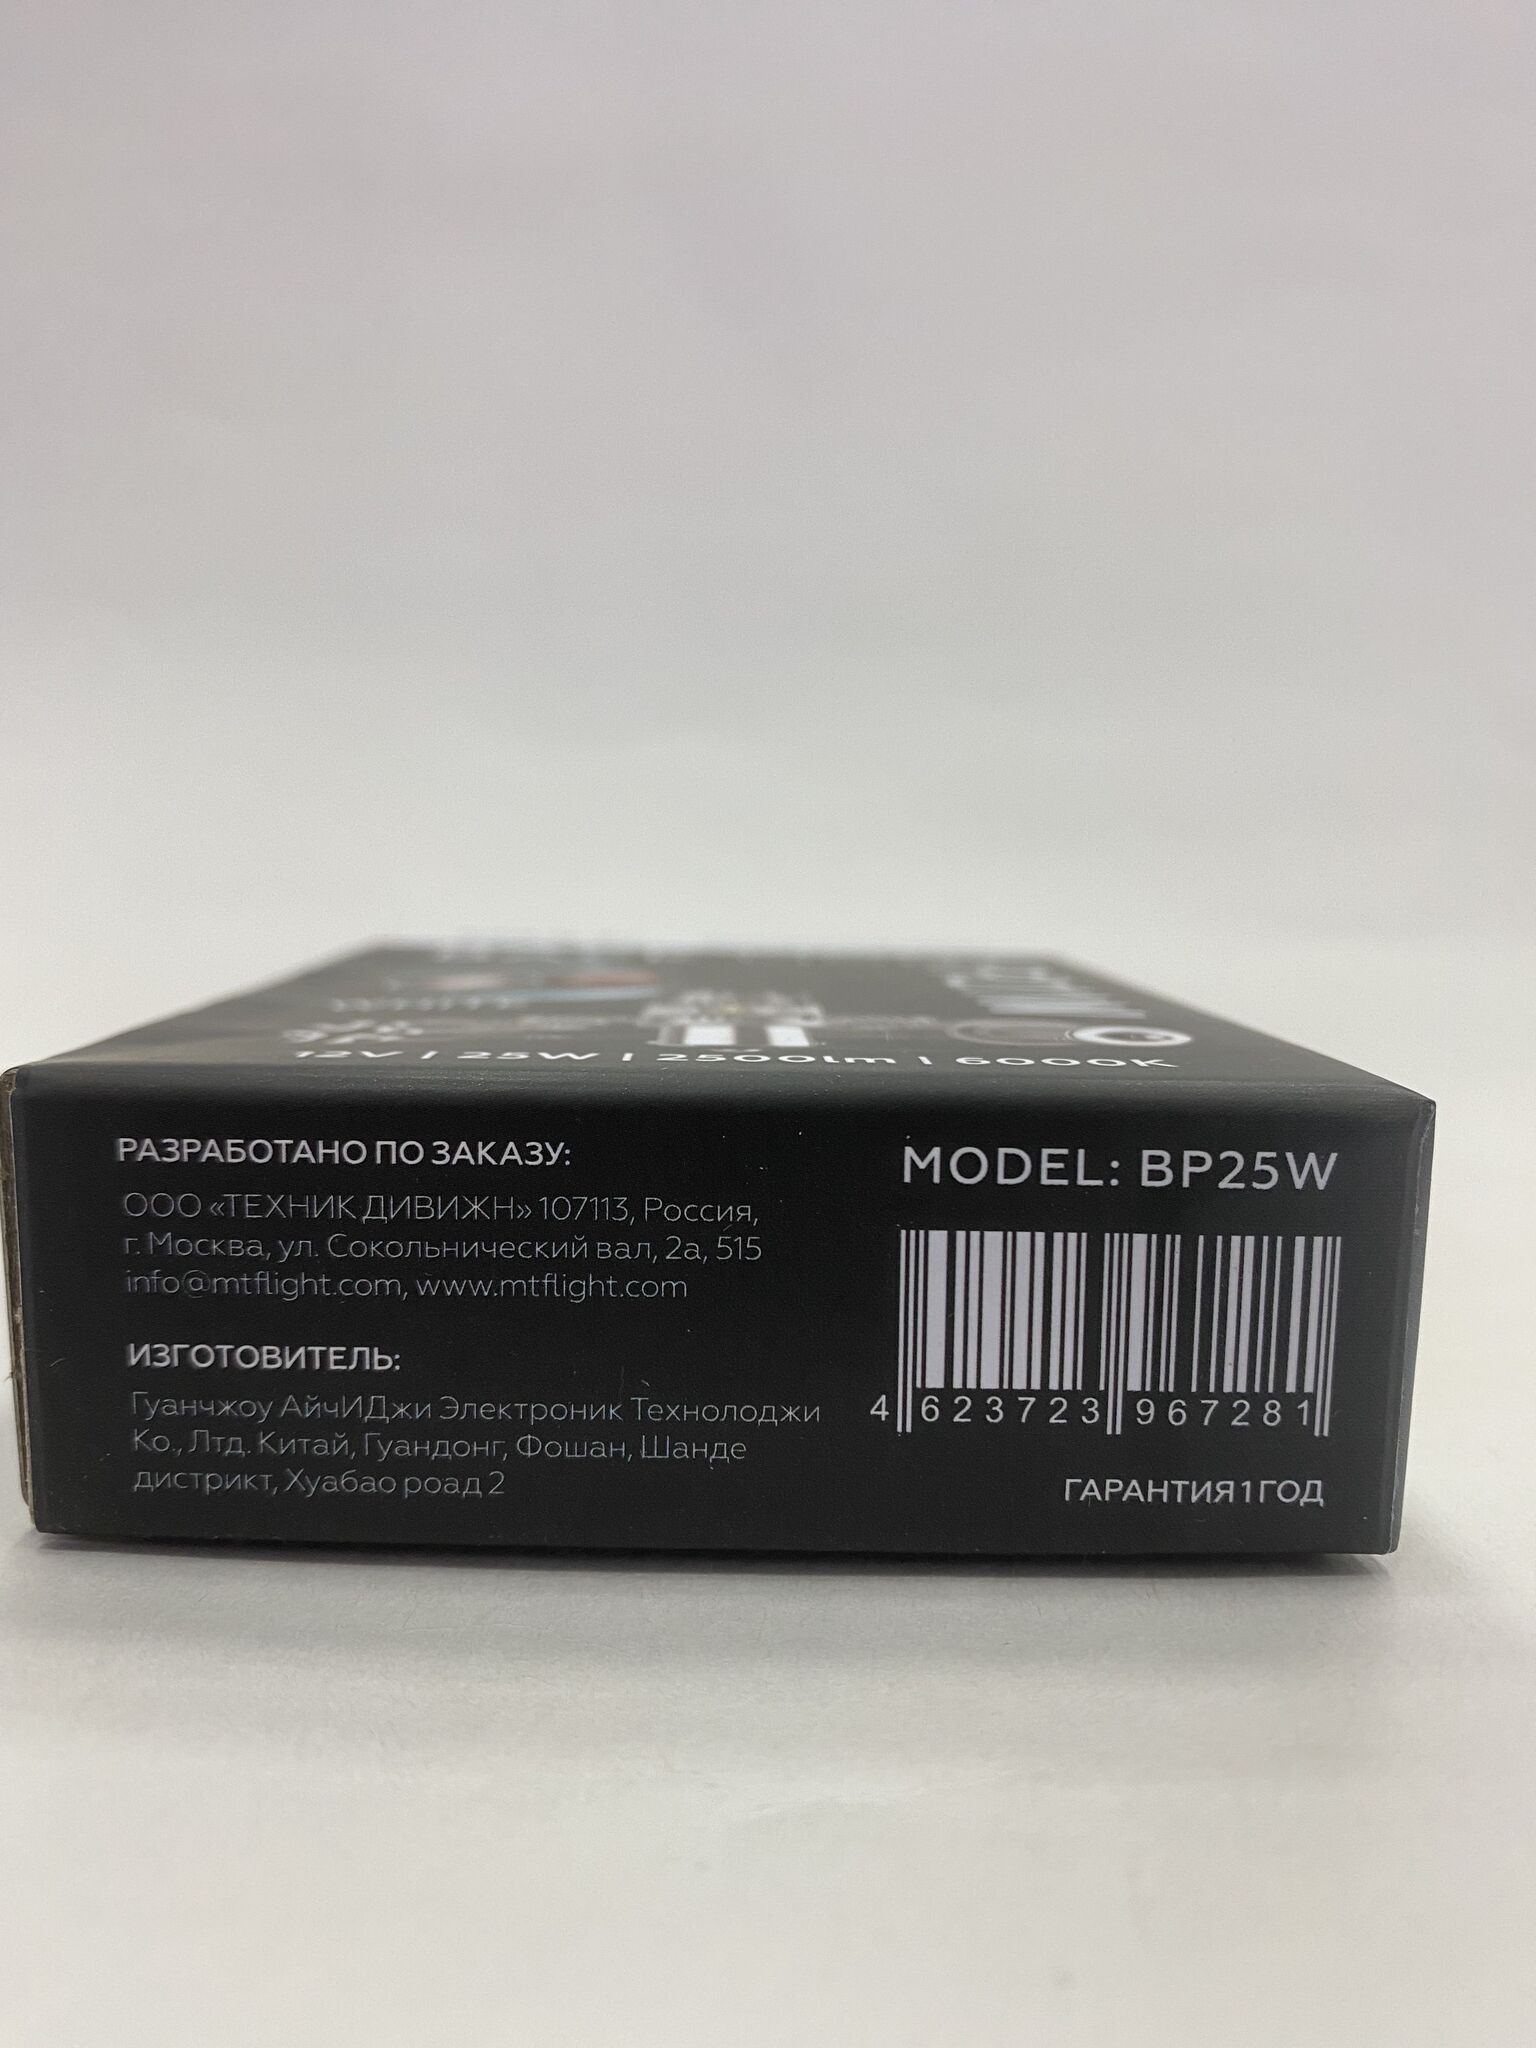 WHITE
12V | 25W | 2500lm | 6000K
РАЗРАБОТАНО ПО ЗАКАЗУ:
ООО «ТЕХНИК ДИВИЖН» 107113, Россия,
г. Москва, ул. Сокольнический вал, 2а, 515
info@mtflight.com, www.mtflight.com
ИЗГОТОВИТЕЛЬ:
Гуанчжоу АйчИДжи Электроник Технолоджи
Ко., Лтд. Китай, Гуандонг, Фошан, Шанде
дистрикт, Хуабао роад 2
MODEL: BP25W
4 623723 967281
ГАРАНТИЯ 1 ГОД